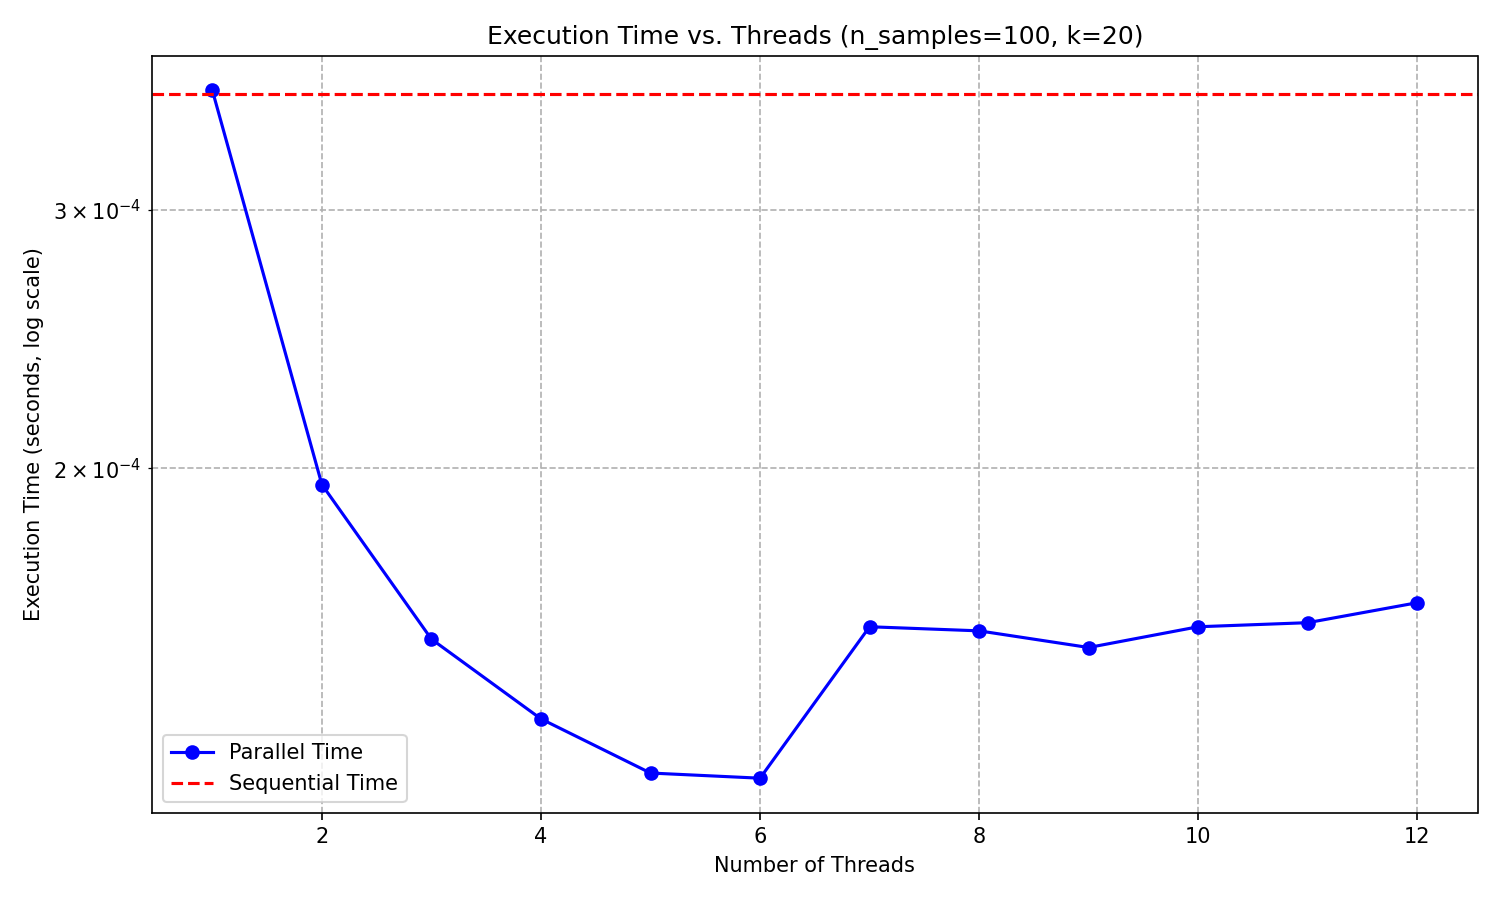 Execution Time vs. Threads (n_samples=100, k=20)
Execution Time (seconds, log scale)
3 × 10⁻⁴
2 × 10⁻⁴
Parallel Time
Sequential Time
2 4 6 8 10 12
Number of Threads